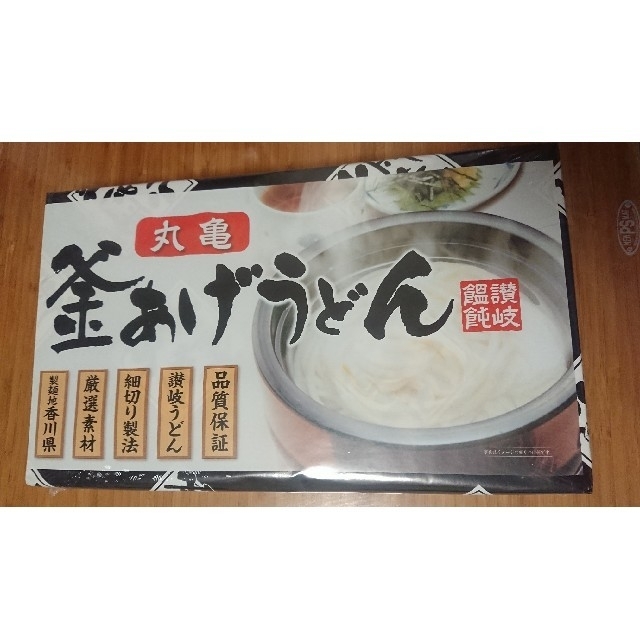 丸亀
釜あげうどん
讃岐
饂飩
品質保証
讃岐うどん
細切り製法
厳選素材
製麺地香川県